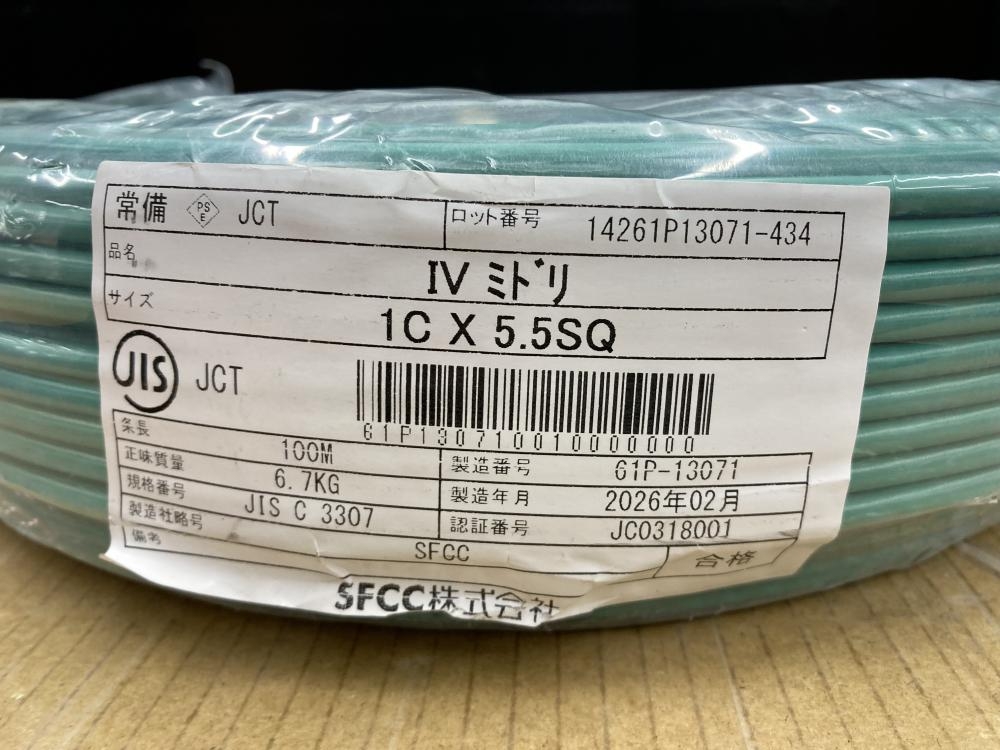 常備 PSE JCT ロット番号 14261P13071-434
品名 IV ミドリ
サイズ 1C X 5.5SQ
JIS JCT
61P130710010000000
条長 100M 製造番号 61P-13071
正味質量 6.7KG 製造年月 2026年02月
規格番号 JIS C 3307 認証番号 JC0318001
製造社略号 SFCC 合格
備考
SFCC株式会社